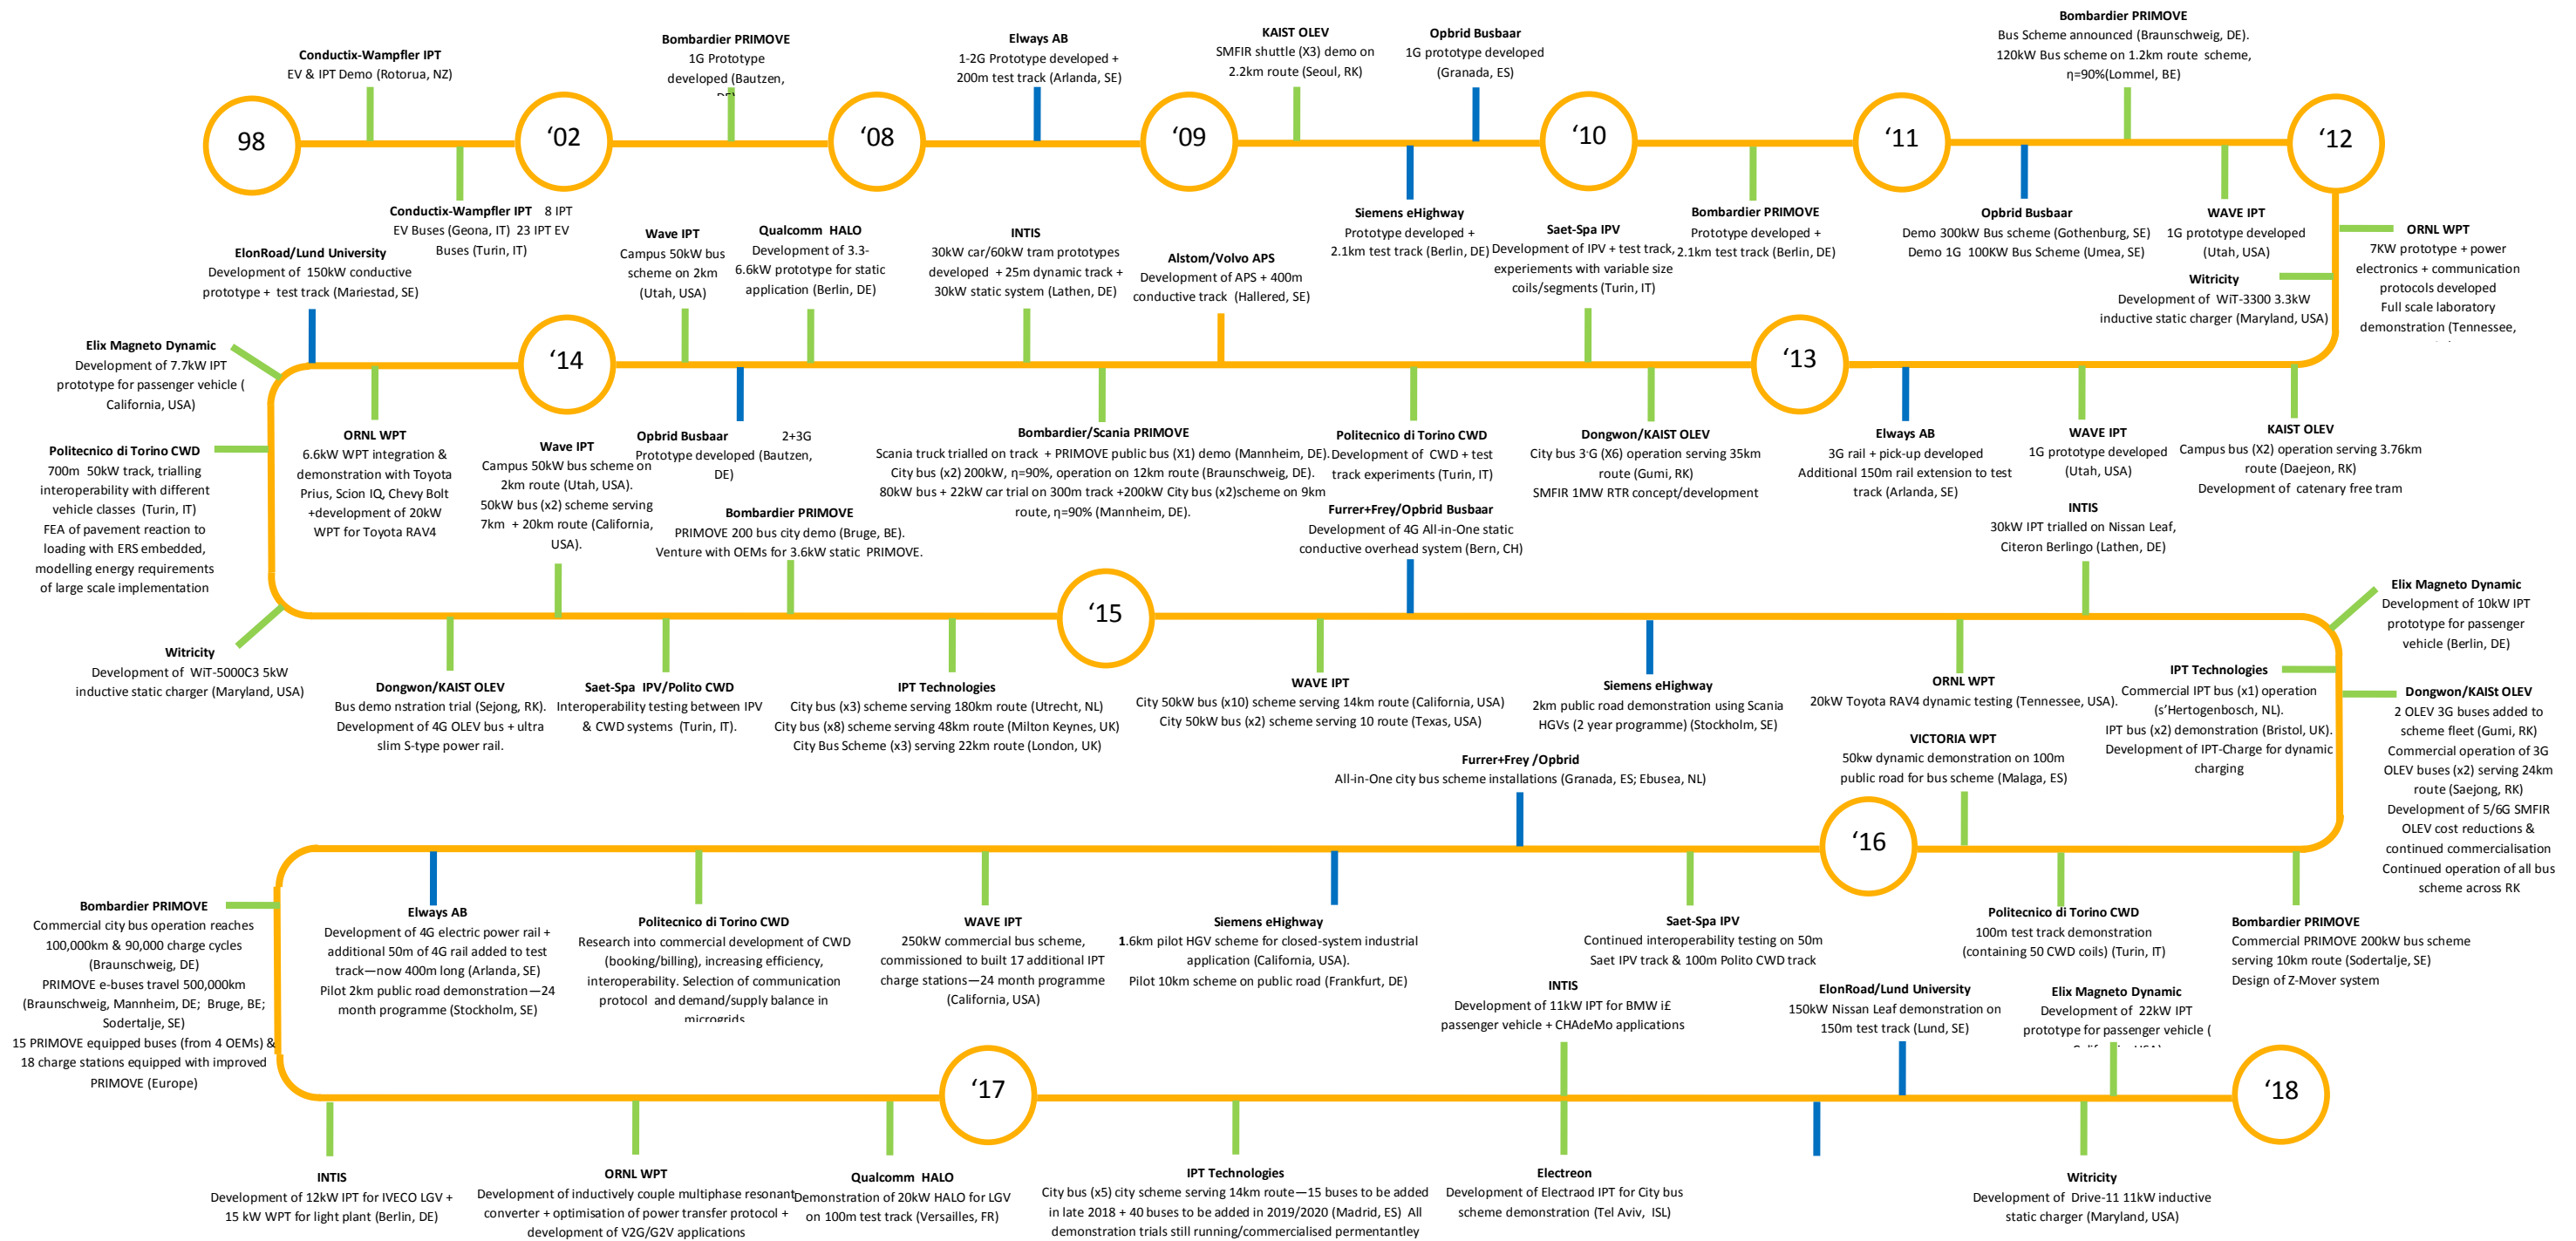 Conductix-Wampfler IPT
EV & IPT Demo (Rotorua, NZ)
Bombardier PRIMOVE
1G Prototype
developed (Bautzen,
Elways AB
1-2G Prototype developed +
200m test track (Arlanda, SE)
KAIST OLEV
SMFIR shuttle (X3) demo on
2.2km route (Seoul, RK)
Opbrid Busbaar
1G prototype developed
(Granada, ES)
Bombardier PRIMOVE
Bus Scheme announced (Braunschweig, DE).
120kW Bus scheme on 1.2km route scheme,
η=90%(Lommel, BE)
98
‘02
‘08
‘09
‘10
‘11
‘12
Conductix-Wampfler IPT 8 IPT
EV Buses (Geona, IT) 23 IPT EV
Buses (Turin, IT)
Siemens eHighway
Prototype developed +
2.1km test track (Berlin, DE)
Bombardier PRIMOVE
Prototype developed +
2.1km test track (Berlin, DE)
Opbrid Busbaar
Demo 300kW Bus scheme (Gothenburg, SE)
Demo 1G 100KW Bus Scheme (Umea, SE)
WAVE IPT
1G prototype developed
(Utah, USA)
ORNL WPT
7KW prototype + power
electronics + communication
protocols developed
Full scale laboratory
demonstration (Tennessee,
Witricity
Development of WiT-3300 3.3kW
inductive static charger (Maryland, USA)
ElonRoad/Lund University
Development of 150kW conductive
prototype + test track (Mariestad, SE)
Wave IPT
Campus 50kW bus
scheme on 2km
(Utah, USA)
Qualcomm HALO
Development of 3.3-
6.6kW prototype for static
application (Berlin, DE)
INTIS
30kW car/60kW tram prototypes
developed + 25m dynamic track +
30kW static system (Lathen, DE)
Alstom/Volvo APS
Development of APS + 400m
conductive track (Hallered, SE)
Saet-Spa IPV
Development of IPV + test track,
experiements with variable size
coils/segments (Turin, IT)
Elix Magneto Dynamic
Development of 7.7kW IPT
prototype for passenger vehicle (
California, USA)
‘14
‘13
Politecnico di Torino CWD
700m 50kW track, trialling
interoperability with different
vehicle classes (Turin, IT)
FEA of pavement reaction to
loading with ERS embedded,
modelling energy requirements
of large scale implementation
ORNL WPT
6.6kW WPT integration &
demonstration with Toyota
Prius, Scion IQ, Chevy Bolt
+development of 20kW
WPT for Toyota RAV4
Wave IPT
Campus 50kW bus scheme on
2km route (Utah, USA).
50kW bus (x2) scheme serving
7km + 20km route (California,
USA).
Opbrid Busbaar 2+3G
Prototype developed (Bautzen,
DE)
Bombardier PRIMOVE
PRIMOVE 200 bus city demo (Bruge, BE).
Venture with OEMs for 3.6kW static PRIMOVE.
Bombardier/Scania PRIMOVE
Scania truck trialled on track + PRIMOVE public bus (X1) demo (Mannheim, DE).
City bus (x2) 200kW, η=90%, operation on 12km route (Braunschweig, DE).
80kW bus + 22kW car trial on 300m track +200kW City bus (x2)scheme on 9km
route, η=90% (Mannheim, DE).
Politecnico di Torino CWD
Development of CWD + test
track experiments (Turin, IT)
Furrer+Frey/Opbrid Busbaar
Development of 4G All-in-One static
conductive overhead system (Bern, CH)
Dongwon/KAIST OLEV
City bus 3·G (X6) operation serving 35km
route (Gumi, RK)
SMFIR 1MW RTR concept/development
Elways AB
3G rail + pick-up developed
Additional 150m rail extension to test
track (Arlanda, SE)
WAVE IPT
1G prototype developed
(Utah, USA)
INTIS
30kW IPT trialled on Nissan Leaf,
Citeron Berlingo (Lathen, DE)
KAIST OLEV
Campus bus (X2) operation serving 3.76km
route (Daejeon, RK)
Development of catenary free tram
‘15
Witricity
Development of WiT-5000C3 5kW
inductive static charger (Maryland, USA)
Dongwon/KAIST OLEV
Bus demo nstration trial (Sejong, RK).
Development of 4G OLEV bus + ultra
slim S-type power rail.
Saet-Spa IPV/Polito CWD
Interoperability testing between IPV
& CWD systems (Turin, IT).
IPT Technologies
City bus (x3) scheme serving 180km route (Utrecht, NL)
City bus (x8) scheme serving 48km route (Milton Keynes, UK)
City Bus Scheme (x3) serving 22km route (London, UK)
WAVE IPT
City 50kW bus (x10) scheme serving 14km route (California, USA)
City 50kW bus (x2) scheme serving 10 route (Texas, USA)
Siemens eHighway
2km public road demonstration using Scania
HGVs (2 year programme) (Stockholm, SE)
Furrer+Frey /Opbrid
All-in-One city bus scheme installations (Granada, ES; Ebusea, NL)
ORNL WPT
20kW Toyota RAV4 dynamic testing (Tennessee, USA).
VICTORIA WPT
50kw dynamic demonstration on 100m
public road for bus scheme (Malaga, ES)
Elix Magneto Dynamic
Development of 10kW IPT
prototype for passenger
vehicle (Berlin, DE)
IPT Technologies
Commercial IPT bus (x1) operation
(s’Hertogenbosch, NL).
IPT bus (x2) demonstration (Bristol, UK).
Development of IPT-Charge for dynamic
charging
Dongwon/KAISt OLEV
2 OLEV 3G buses added to
scheme fleet (Gumi, RK)
Commercial operation of 3G
OLEV buses (x2) serving 24km
route (Saejong, RK)
Development of 5/6G SMFIR
OLEV cost reductions &
continued commercialisation
Continued operation of all bus
scheme across RK
‘16
Bombardier PRIMOVE
Commercial city bus operation reaches
100,000km & 90,000 charge cycles
(Braunschweig, DE)
PRIMOVE e-buses travel 500,000km
(Braunschweig, Mannheim, DE; Bruge, BE;
Sodertalje, SE)
15 PRIMOVE equipped buses (from 4 OEMs) &
18 charge stations equipped with improved
PRIMOVE (Europe)
Elways AB
Development of 4G electric power rail +
additional 50m of 4G rail added to test
track—now 400m long (Arlanda, SE)
Pilot 2km public road demonstration—24
month programme (Stockholm, SE)
Politecnico di Torino CWD
Research into commercial development of CWD
(booking/billing), increasing efficiency,
interoperability. Selection of communication
protocol and demand/supply balance in
microgrids
WAVE IPT
250kW commercial bus scheme,
commissioned to built 17 additional IPT
charge stations—24 month programme
(California, USA)
Siemens eHighway
1.6km pilot HGV scheme for closed-system industrial
application (California, USA).
Pilot 10km scheme on public road (Frankfurt, DE)
Saet-Spa IPV
Continued interoperability testing on 50m
Saet IPV track & 100m Polito CWD track
Politecnico di Torino CWD
100m test track demonstration
(containing 50 CWD coils) (Turin, IT)
Bombardier PRIMOVE
Commercial PRIMOVE 200kW bus scheme
serving 10km route (Sodertalje, SE)
Design of Z-Mover system
INTIS
Development of 11kW IPT for BMW i£
passenger vehicle + CHAdeMo applications
ElonRoad/Lund University
150kW Nissan Leaf demonstration on
150m test track (Lund, SE)
Elix Magneto Dynamic
Development of 22kW IPT
prototype for passenger vehicle (
‘17
‘18
INTIS
Development of 12kW IPT for IVECO LGV +
15 kW WPT for light plant (Berlin, DE)
ORNL WPT
Development of inductively couple multiphase resonant
converter + optimisation of power transfer protocol +
development of V2G/G2V applications
Qualcomm HALO
Demonstration of 20kW HALO for LGV
on 100m test track (Versailles, FR)
IPT Technologies
City bus (x5) city scheme serving 14km route—15 buses to be added
in late 2018 + 40 buses to be added in 2019/2020 (Madrid, ES) All
demonstration trials still running/commercialised permentantley
Electreon
Development of Electraod IPT for City bus
scheme demonstration (Tel Aviv, ISL)
Witricity
Development of Drive-11 11kW inductive
static charger (Maryland, USA)